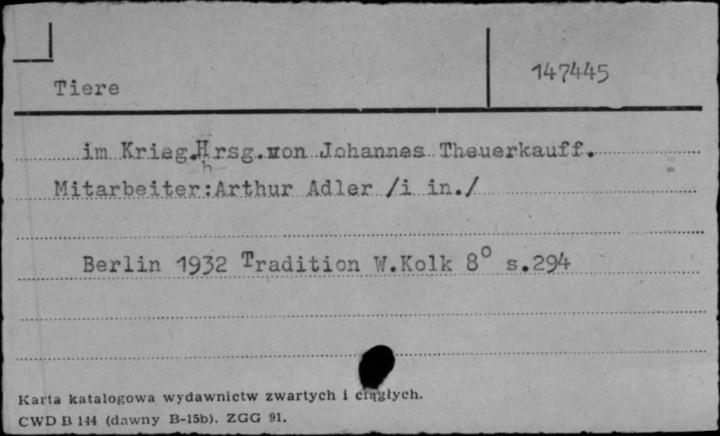 147445
Tiere
im Krieg.Hrsg.von Johannes Theuerkauff.
Mitarbeiter:Arthur Adler /i in./
Berlin 1932 Tradition W.Kolk 8° s.294
Karta katalogowa wydawnictw zwartych i ciągłych.
CWD B 144 (dawny B-15b). ZGG 91.